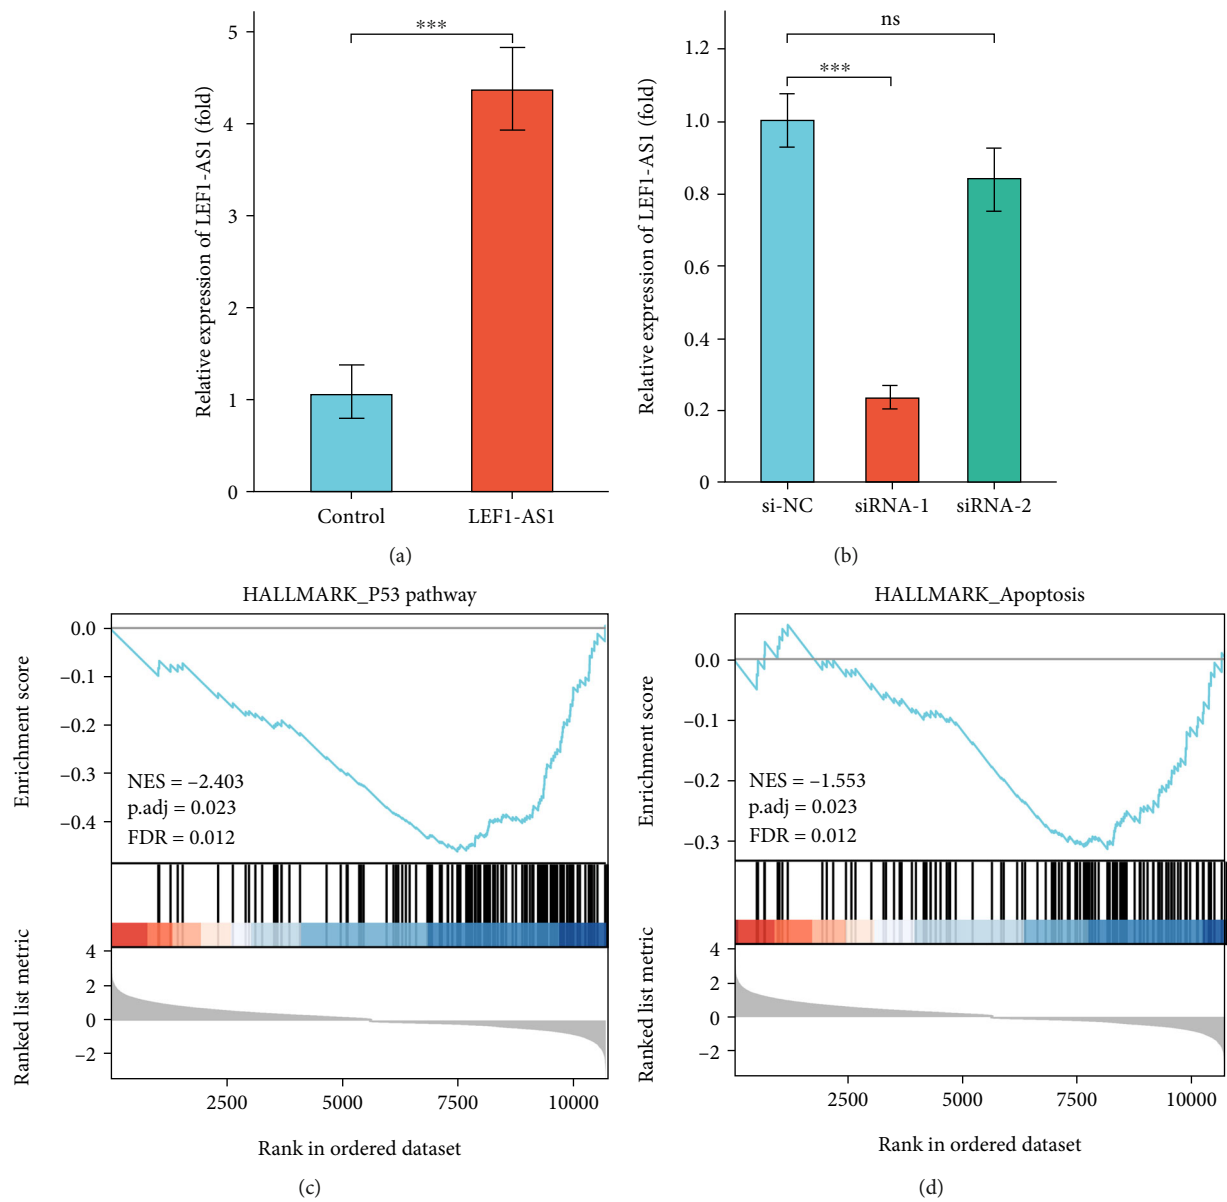 Relative expression of LEF1-AS1 (fold)
5
4
3
2
1
0
***
Control
LEF1-AS1
(a)
Relative expression of LEF1-AS1 (fold)
1.2
1.0
0.8
0.6
0.4
0.2
0
ns
***
si-NC
siRNA-1
siRNA-2
(b)
HALLMARK_P53 pathway
Enrichment score
0.0
–0.1
–0.2
–0.3
–0.4
NES = –2.403
p.adj = 0.023
FDR = 0.012
Ranked list metric
4
2
0
–2
2500
5000
7500
10000
Rank in ordered dataset
(c)
HALLMARK_Apoptosis
Enrichment score
0.0
–0.1
–0.2
–0.3
NES = –1.553
p.adj = 0.023
FDR = 0.012
Ranked list metric
4
2
0
–2
2500
5000
7500
10000
Rank in ordered dataset
(d)